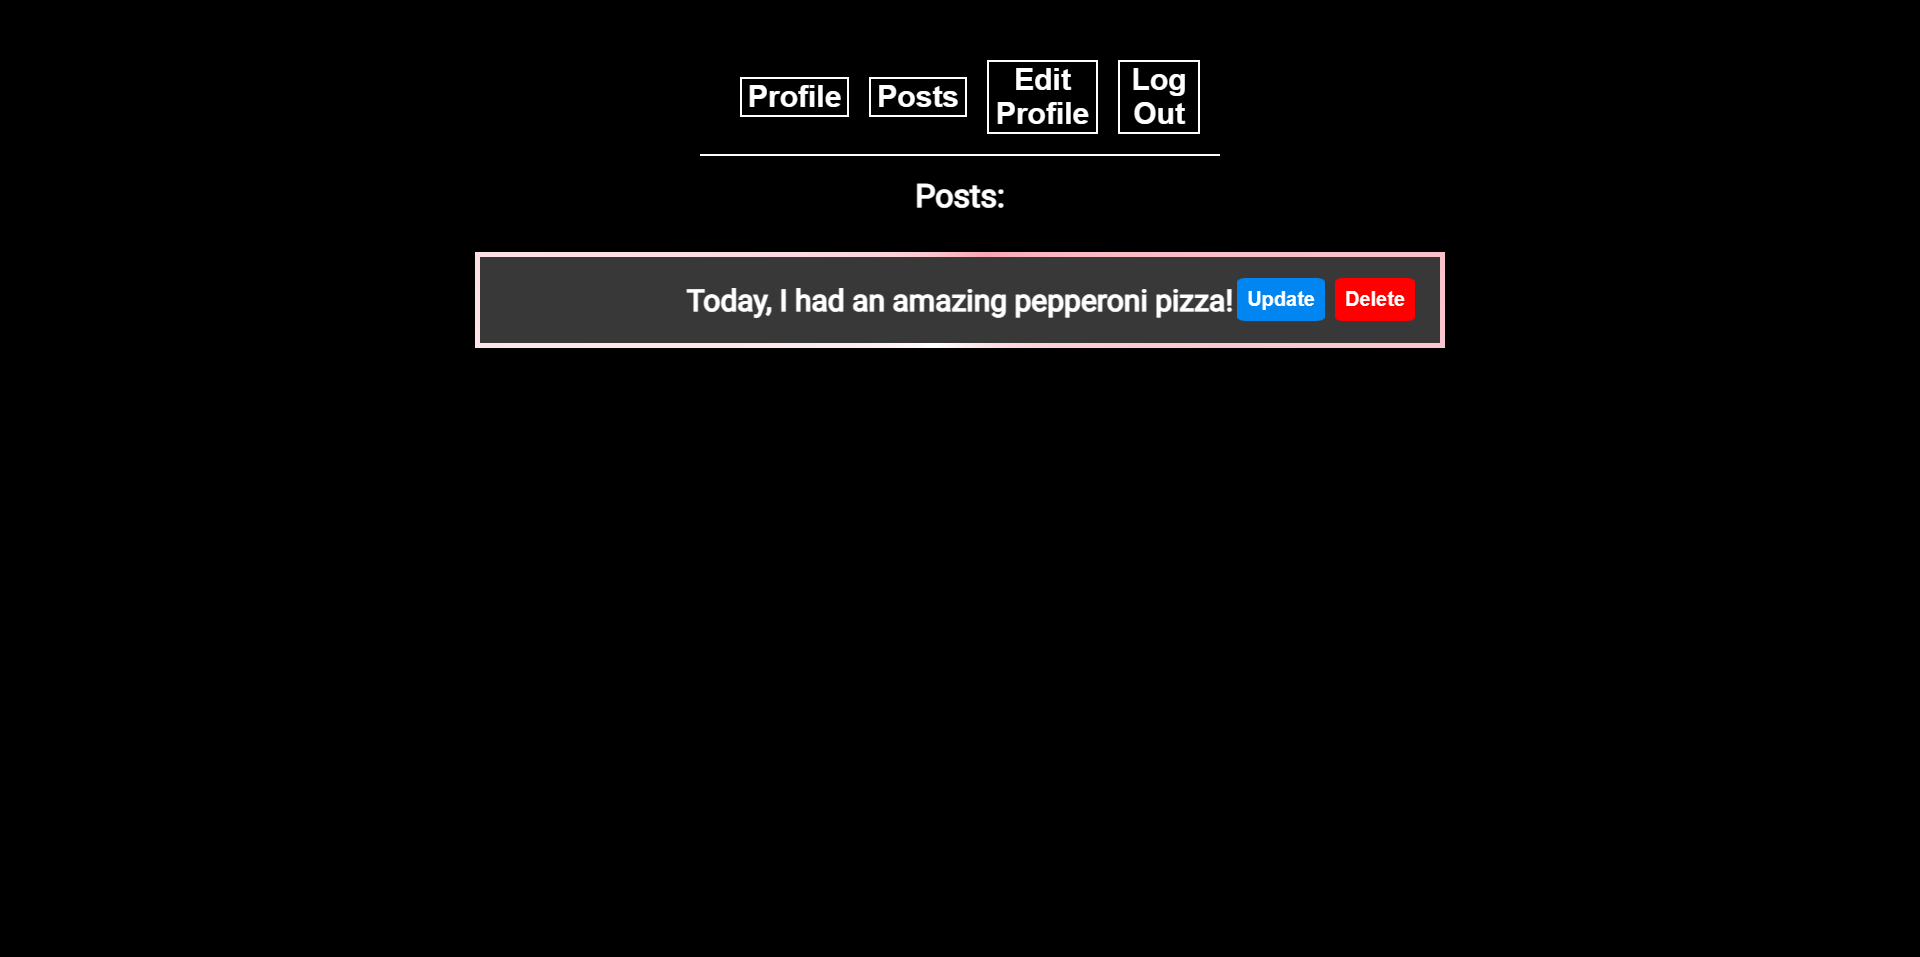 Profile Posts Edit Profile Log Out
Posts:
Today, I had an amazing pepperoni pizza! Update Delete